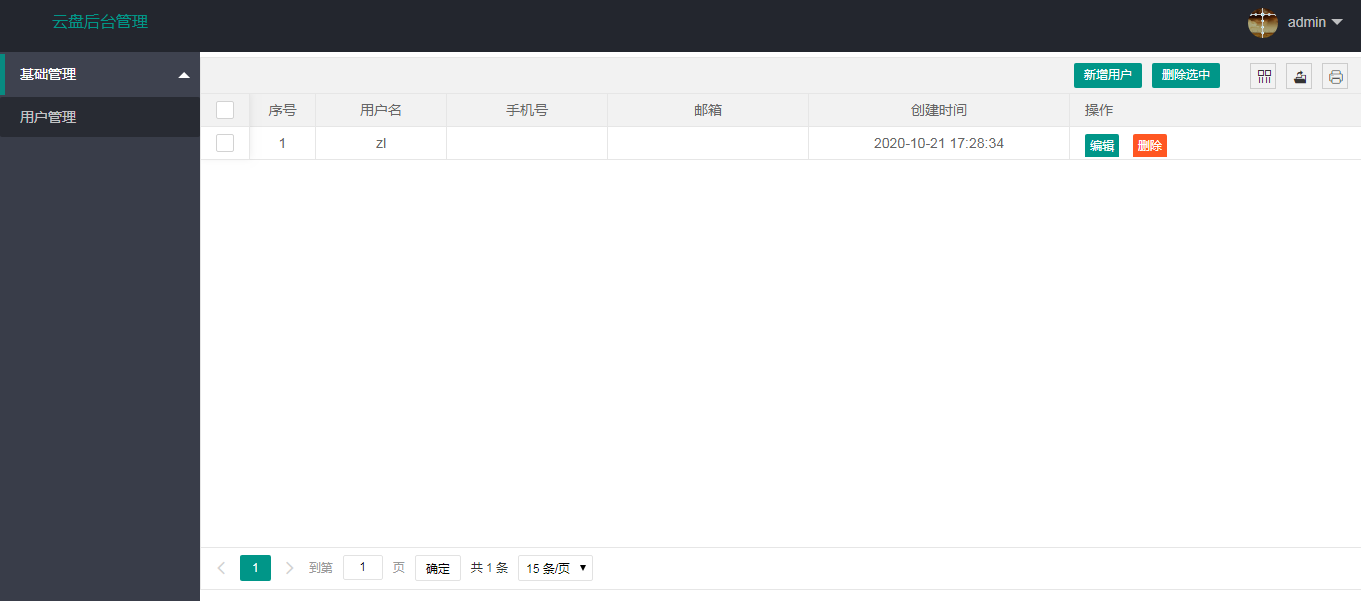 云盘后台管理
admin
基础管理
用户管理
新增用户 删除选中
序号 用户名 手机号 邮箱 创建时间 操作
1 zl 2020-10-21 17:28:34 编辑 删除
1 到第 1 页 确定 共 1 条 15 条/页